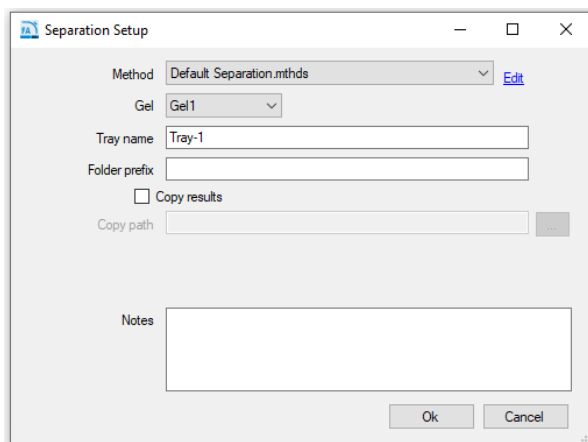 FA Separation Setup
Method Default Separation.mthds Edit
Gel Gel1
Tray name Tray-1
Folder prefix
Copy results
Copy path ...
Notes
Ok Cancel